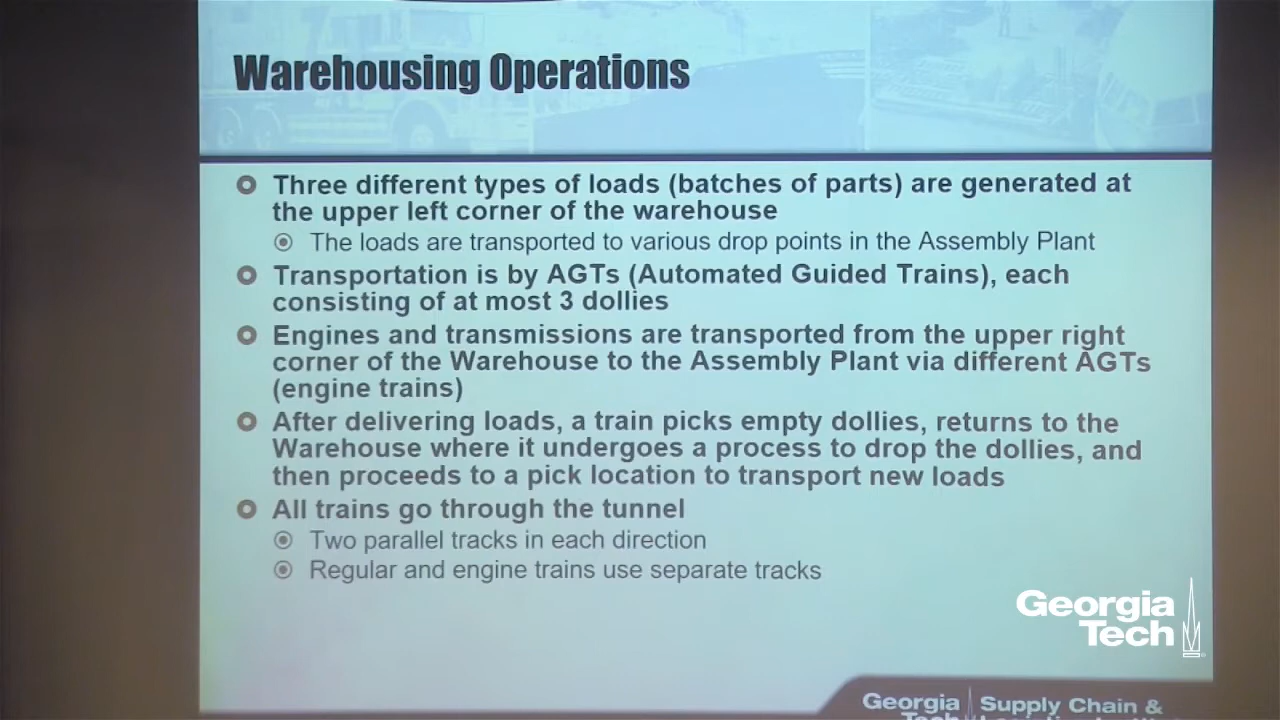 Warehousing Operations
Three different types of loads (batches of parts) are generated at
the upper left corner of the warehouse
The loads are transported to various drop points in the Assembly Plant
Transportation is by AGTs (Automated Guided Trains), each
consisting of at most 3 dollies
Engines and transmissions are transported from the upper right
corner of the Warehouse to the Assembly Plant via different AGTs
(engine trains)
After delivering loads, a train picks empty dollies, returns to the
Warehouse where it undergoes a process to drop the dollies, and
then proceeds to a pick location to transport new loads
All trains go through the tunnel
Two parallel tracks in each direction
Regular and engine trains use separate tracks
Georgia
Tech
Georgia Supply Chain &
Tech